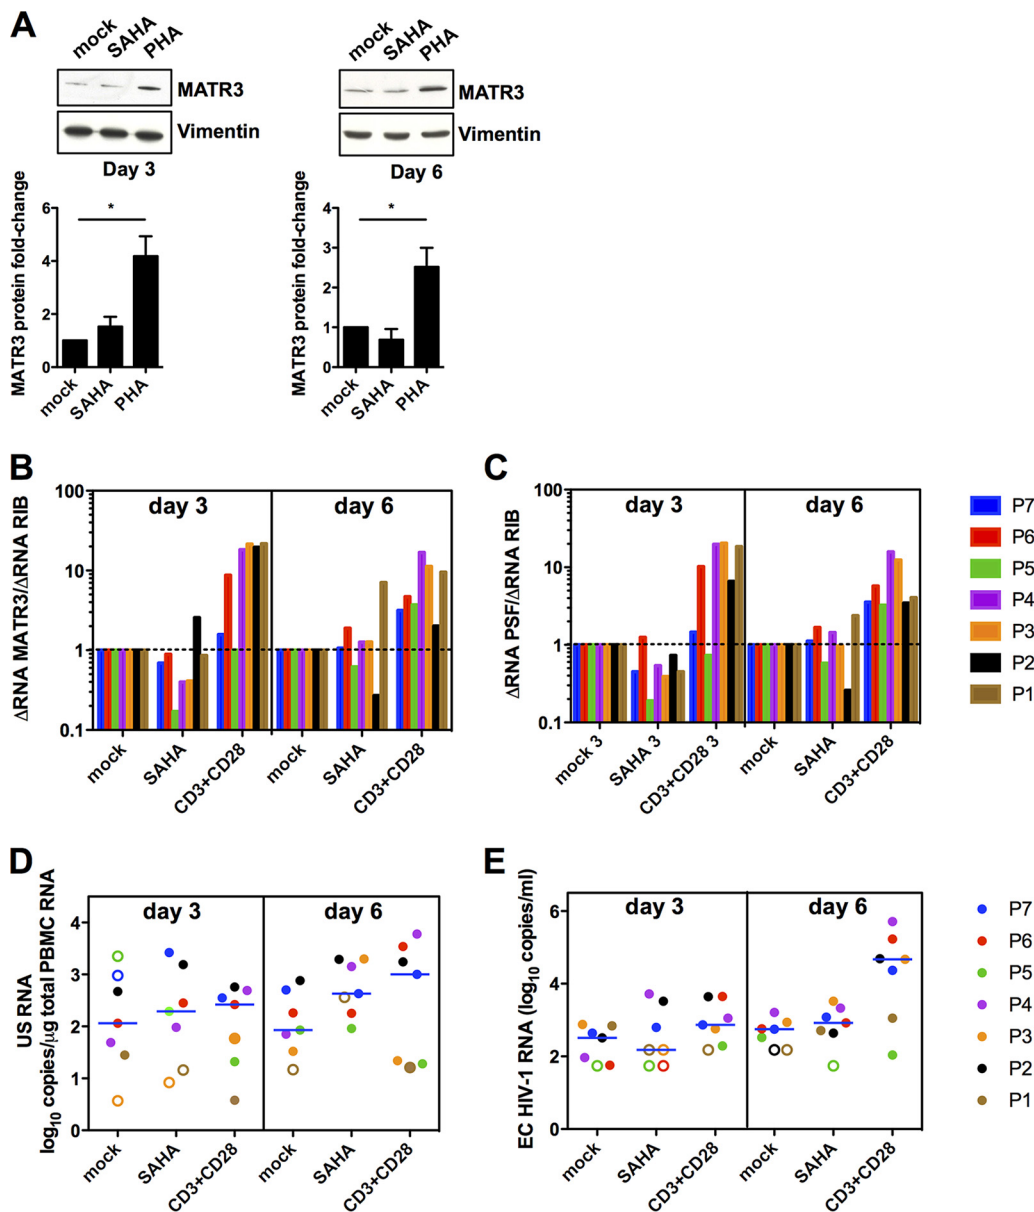 A
mock
SAHA
PHA
MATR3
Vimentin
Day 3
MATR3 protein fold-change
6
4
2
0
*
mock
SAHA
PHA
mock
SAHA
PHA
MATR3
Vimentin
Day 6
MATR3 protein fold-change
4
3
2
1
0
*
mock
SAHA
PHA
B
ΔRNA MATR3/ΔRNA RIB
100
10
1
0.1
day 3
day 6
mock
SAHA
CD3+CD28
mock
SAHA
CD3+CD28
C
ΔRNA PSF/ΔRNA RIB
100
10
1
0.1
day 3
day 6
mock 3
SAHA 3
CD3+CD28 3
mock
SAHA
CD3+CD28
P7
P6
P5
P4
P3
P2
P1
D
US RNA
log10 copies/µg total PBMC RNA
4
3
2
1
0
day 3
day 6
mock
SAHA
CD3+CD28
mock
SAHA
CD3+CD28
E
EC HIV-1 RNA (log10 copies/ml)
6
4
2
0
day 3
day 6
mock
SAHA
CD3+CD28
mock
SAHA
CD3+CD28
P7
P6
P5
P4
P3
P2
P1